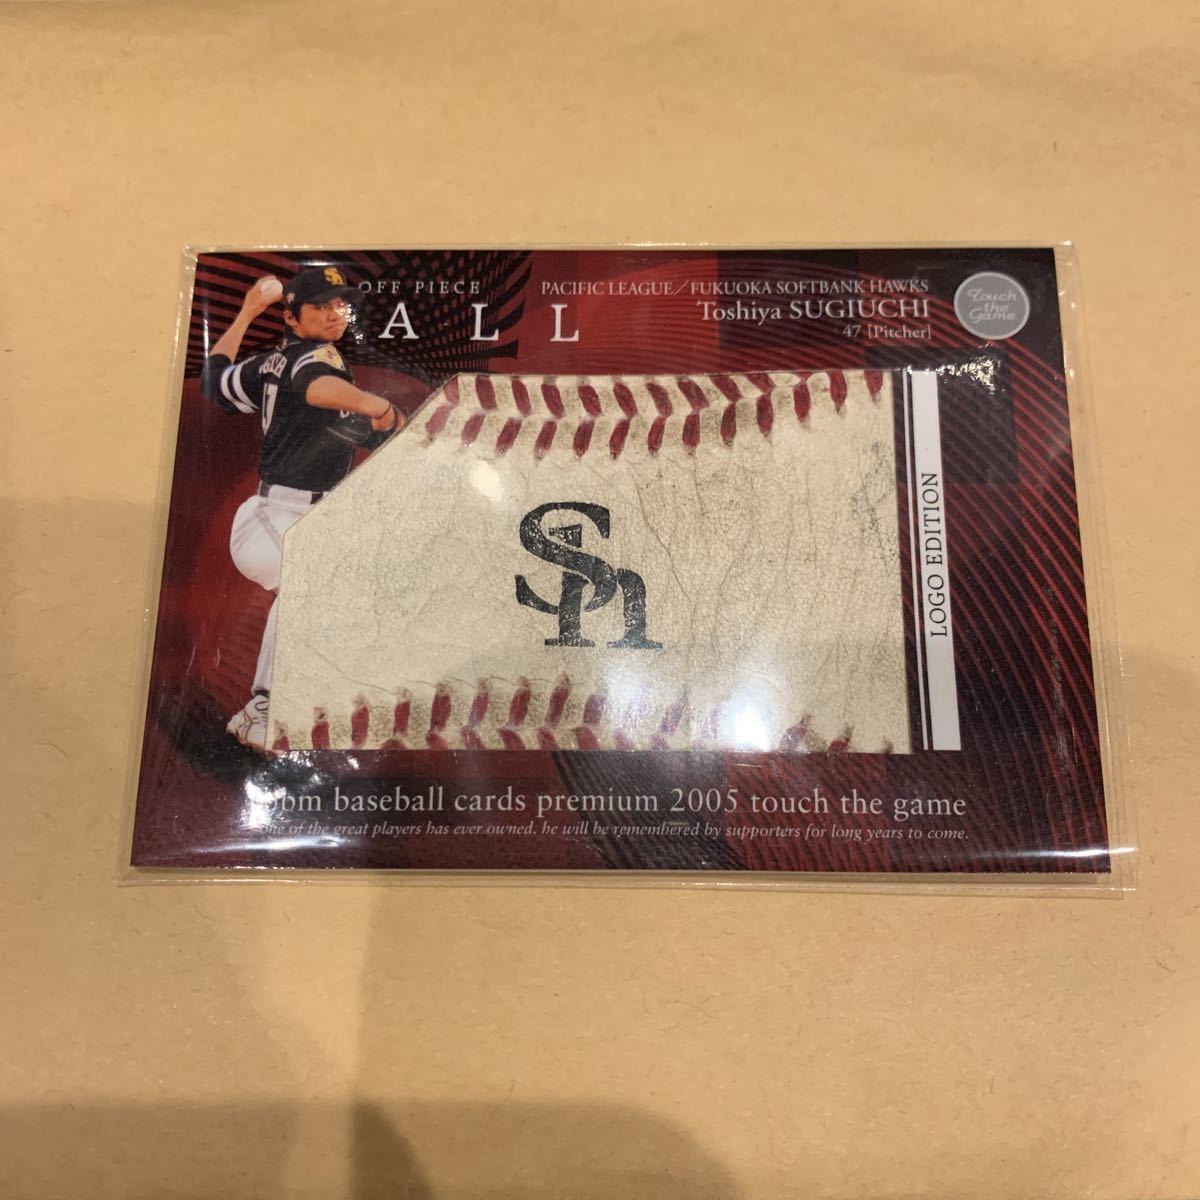 OFF PIECE
ALL
PACIFIC LEAGUE／FUKUOKA SOFTBANK HAWKS
Toshiya SUGIUCHI
47 [Pitcher]
Touch
the
Game
Sh
Sh
LOGO EDITION
bbm baseball cards premium 2005 touch the game
one of the great players has ever owned. he will be remembered by supporters for long years to come.